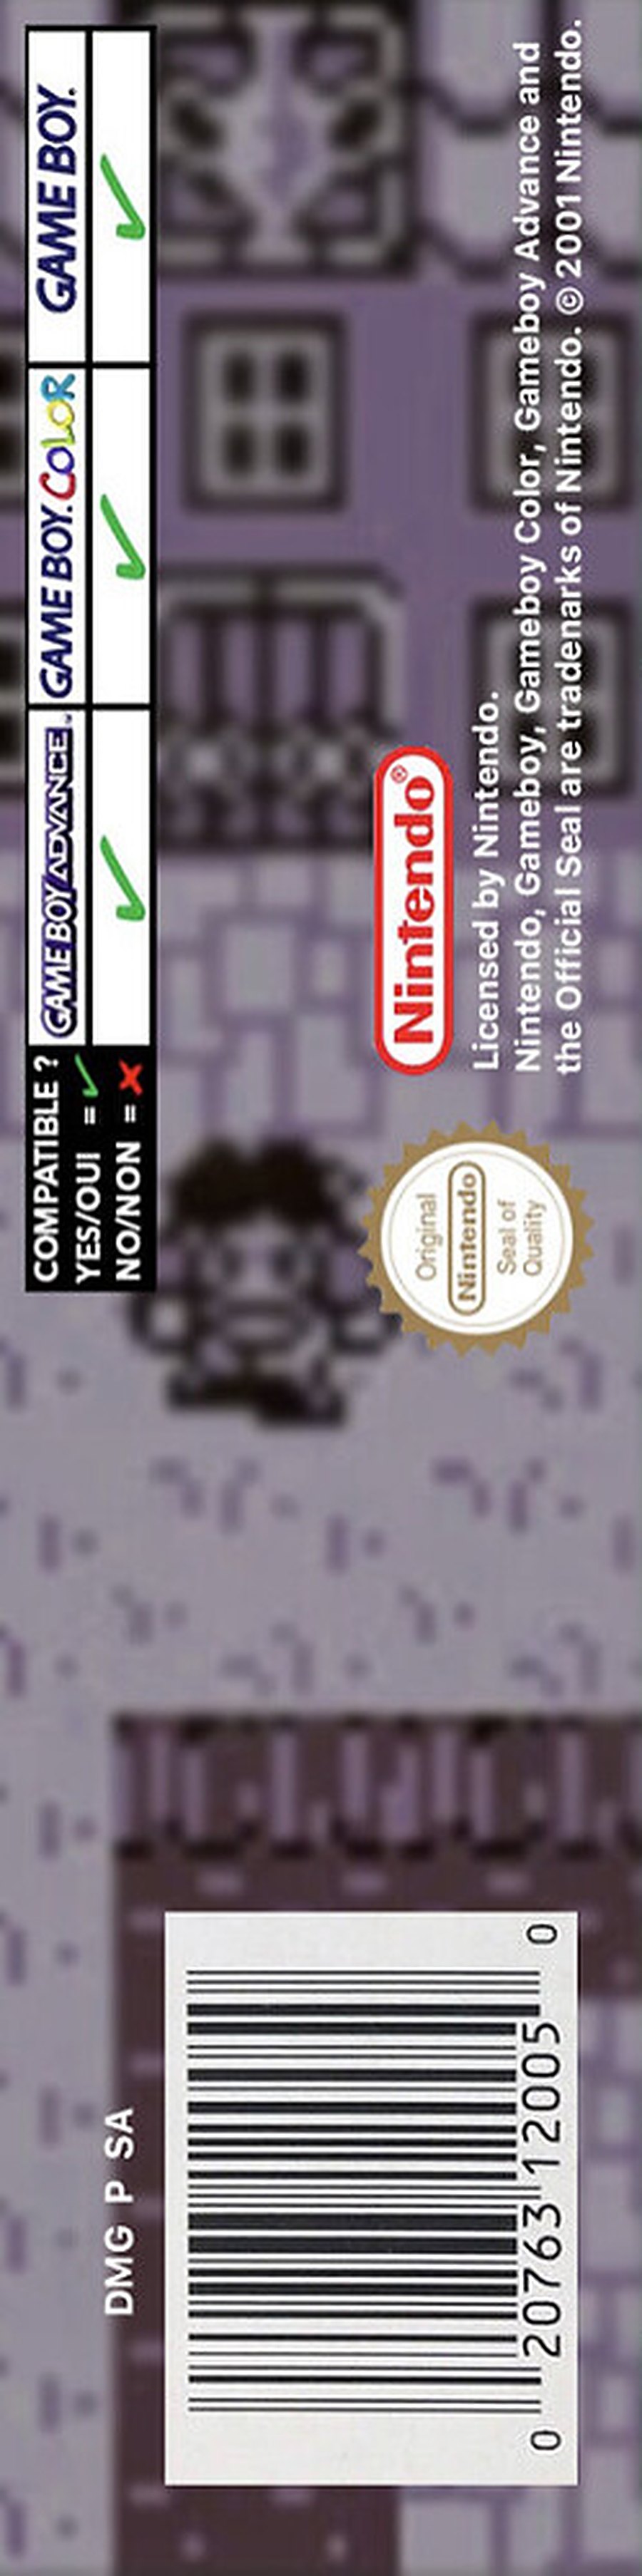 COMPATIBLE ?
YES/OUI = ✓
NO/NON = ✗
GAME BOY ADVANCE™
GAME BOY COLOR
GAME BOY
✓ ✓ ✓
Nintendo®
Original
Nintendo
Seal of
Quality
Licensed by Nintendo.
Nintendo, Gameboy, Gameboy Color, Gameboy Advance and
the Official Seal are tradenarks of Nintendo. © 2001 Nintendo.
DMG P SA
0 20763 12005 0